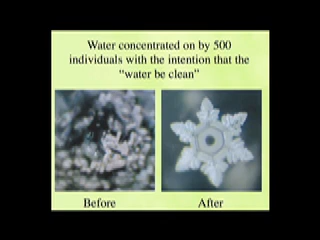 Water concentrated on by 500
individuals with the intention that the
"water be clean"
Before
After